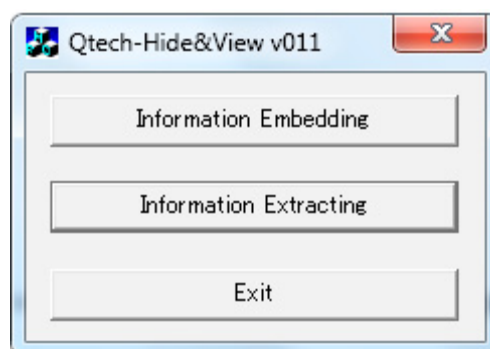 Qtech-Hide&View v011
Information Embedding
Information Extracting
Exit